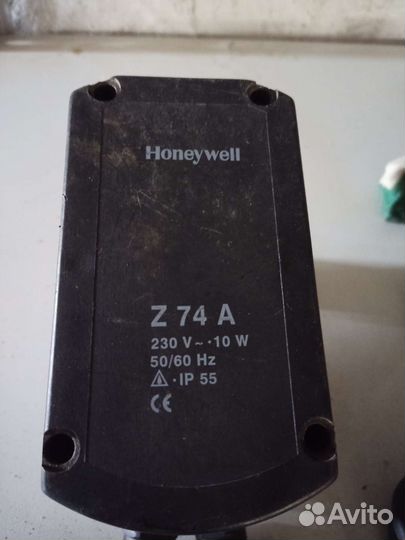 Honeywell
Z 74 A
230 V~ · 10 W
50/60 Hz
⚠ · IP 55
CE
Avito